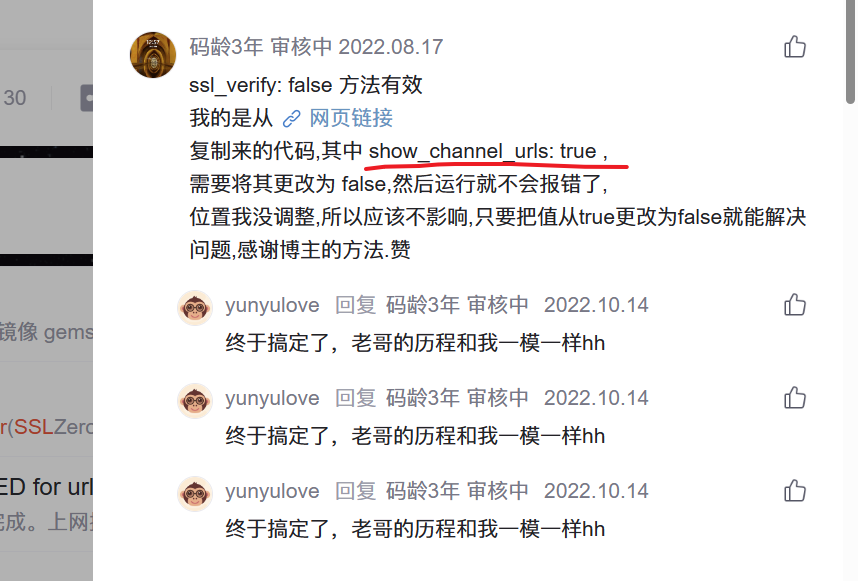 码龄3年 审核中 2022.08.17
ssl_verify: false 方法有效
我的是从 网页链接
复制来的代码,其中 show_channel_urls: true ,
需要将其更改为 false,然后运行就不会报错了,
位置我没调整,所以应该不影响,只要把值从true更改为false就能解决
问题,感谢博主的方法.赞
yunyulove 回复 码龄3年 审核中 2022.10.14
终于搞定了，老哥的历程和我一模一样hh
yunyulove 回复 码龄3年 审核中 2022.10.14
终于搞定了，老哥的历程和我一模一样hh
yunyulove 回复 码龄3年 审核中 2022.10.14
终于搞定了，老哥的历程和我一模一样hh
30
镜像 gems
r(SSLZero
ED for url
完成。上网